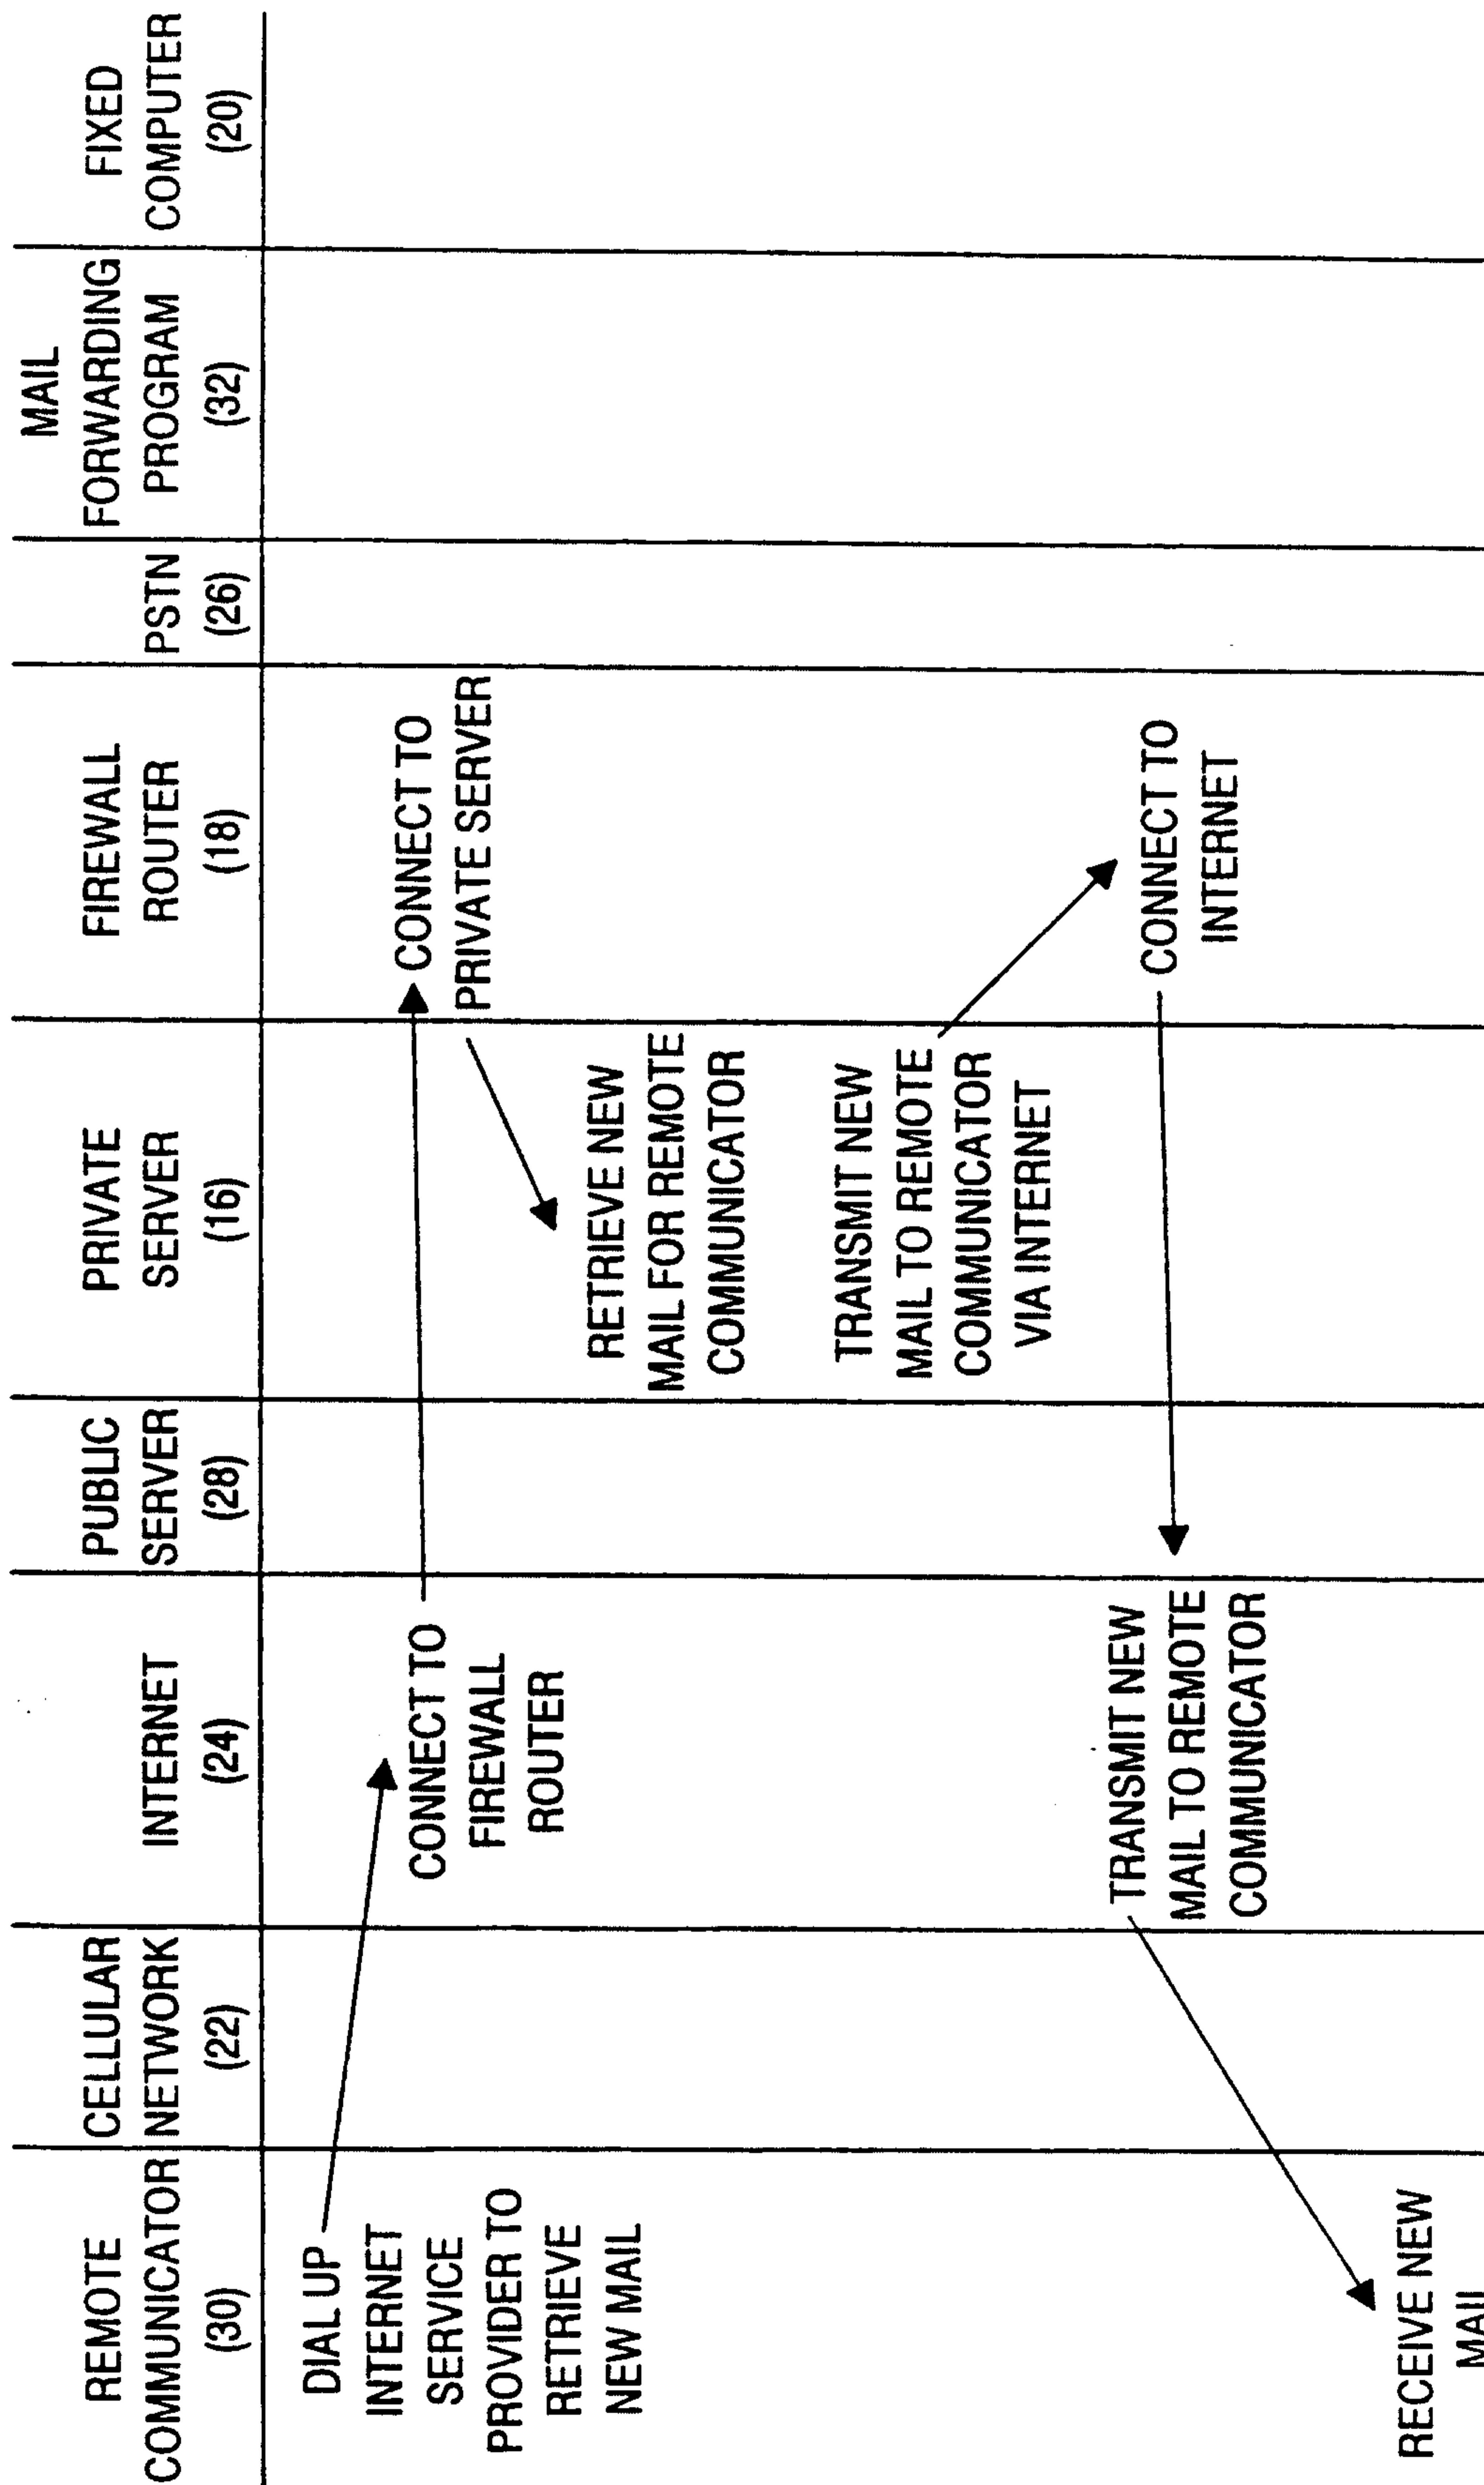 REMOTE
COMMUNICATOR
(30)
CELLULAR
NETWORK
(22)
INTERNET
(24)
PUBLIC
SERVER
(28)
PRIVATE
SERVER
(16)
FIREWALL
ROUTER
(18)
PSTN
(26)
MAIL
FORWARDING
PROGRAM
(32)
FIXED
COMPUTER
(20)
DIAL UP
INTERNET
SERVICE
PROVIDER TO
RETRIEVE
NEW MAIL
CONNECT TO
FIREWALL
ROUTER
CONNECT TO
PRIVATE SERVER
RETRIEVE NEW
MAIL FOR REMOTE
COMMUNICATOR
TRANSMIT NEW
MAIL TO REMOTE
COMMUNICATOR
VIA INTERNET
CONNECT TO
INTERNET
TRANSMIT NEW
MAIL TO REMOTE
COMMUNICATOR
RECEIVE NEW
MAIL